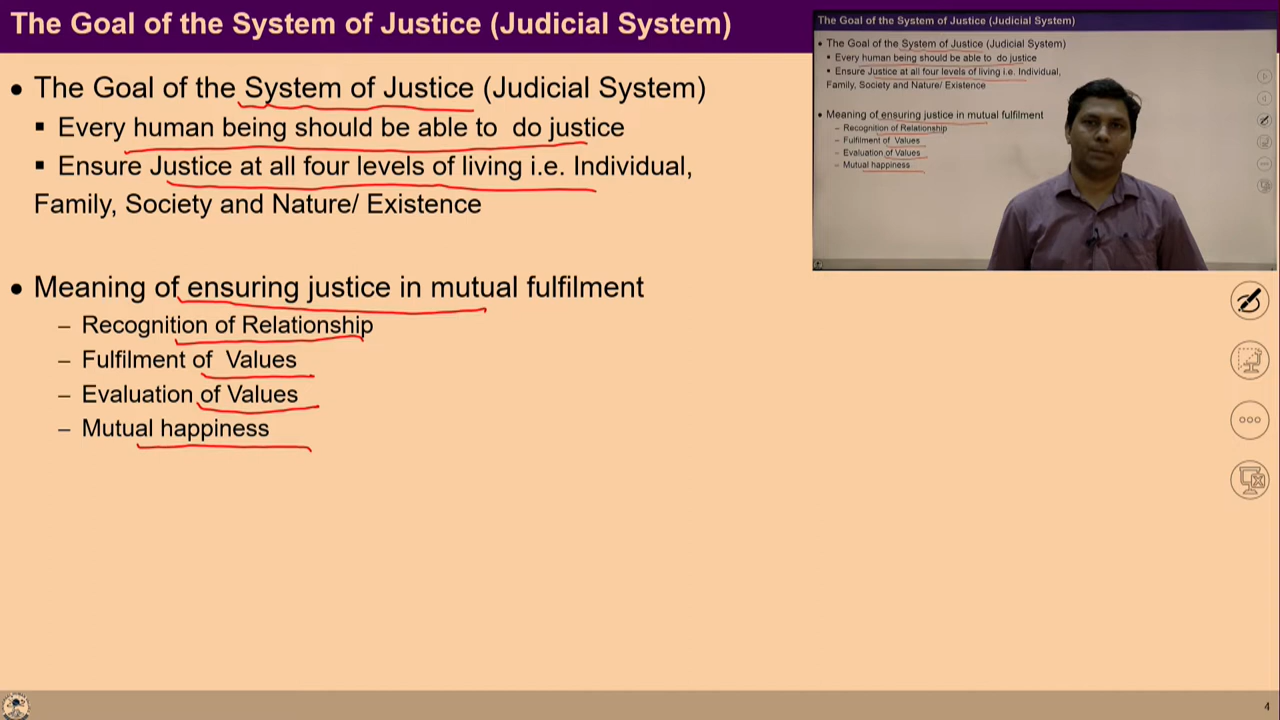 The Goal of the System of Justice (Judicial System)
• The Goal of the System of Justice (Judicial System)
▪ Every human being should be able to do justice
▪ Ensure Justice at all four levels of living i.e. Individual,
Family, Society and Nature/ Existence
• Meaning of ensuring justice in mutual fulfilment
– Recognition of Relationship
– Fulfilment of Values
– Evaluation of Values
– Mutual happiness
The Goal of the System of Justice (Judicial System)
• The Goal of the System of Justice (Judicial System)
▪ Every human being should be able to do justice
▪ Ensure Justice at all four levels of living i.e. Individual,
Family, Society and Nature/ Existence
• Meaning of ensuring justice in mutual fulfilment
– Recognition of Relationship
– Fulfilment of Values
– Evaluation of Values
– Mutual happiness
4